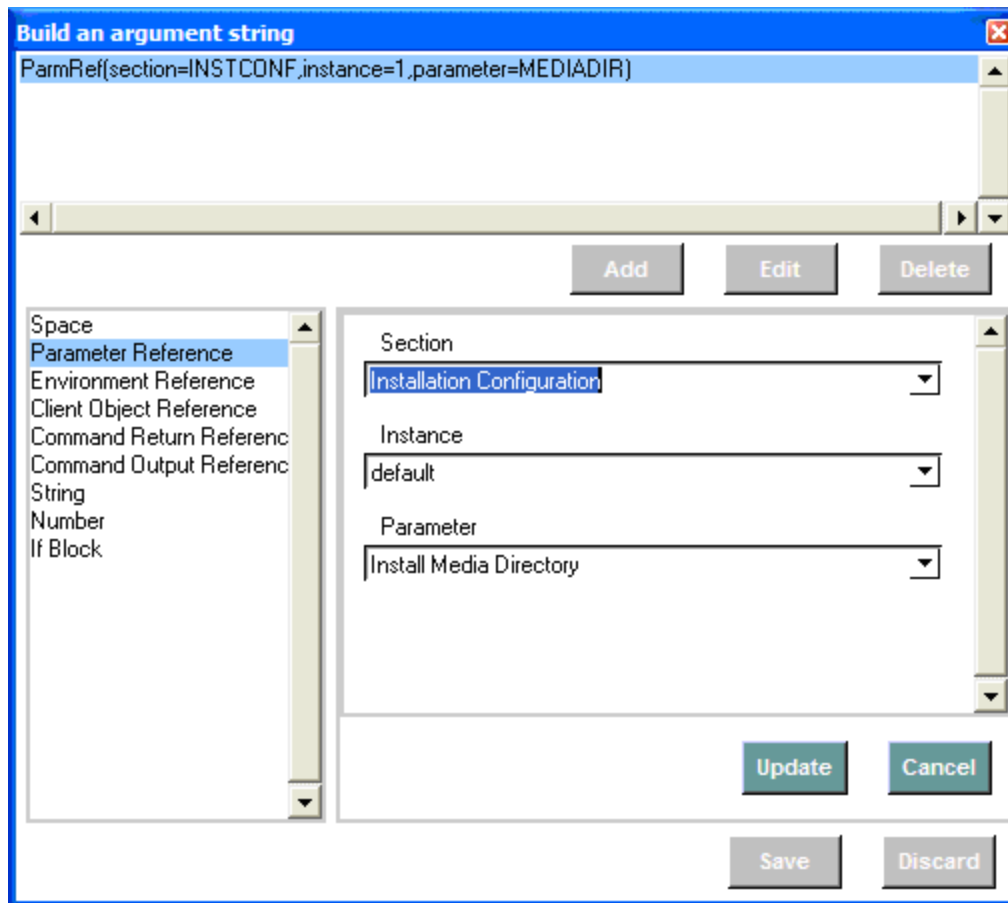 Build an argument string
ParmRef(section=INSTCONF,instance=1,parameter=MEDIADIR)
Add Edit Delete
Space
Parameter Reference
Environment Reference
Client Object Reference
Command Return Referenc
Command Output Referenc
String
Number
If Block
Section
Installation Configuration
Instance
default
Parameter
Install Media Directory
Update Cancel
Save Discard